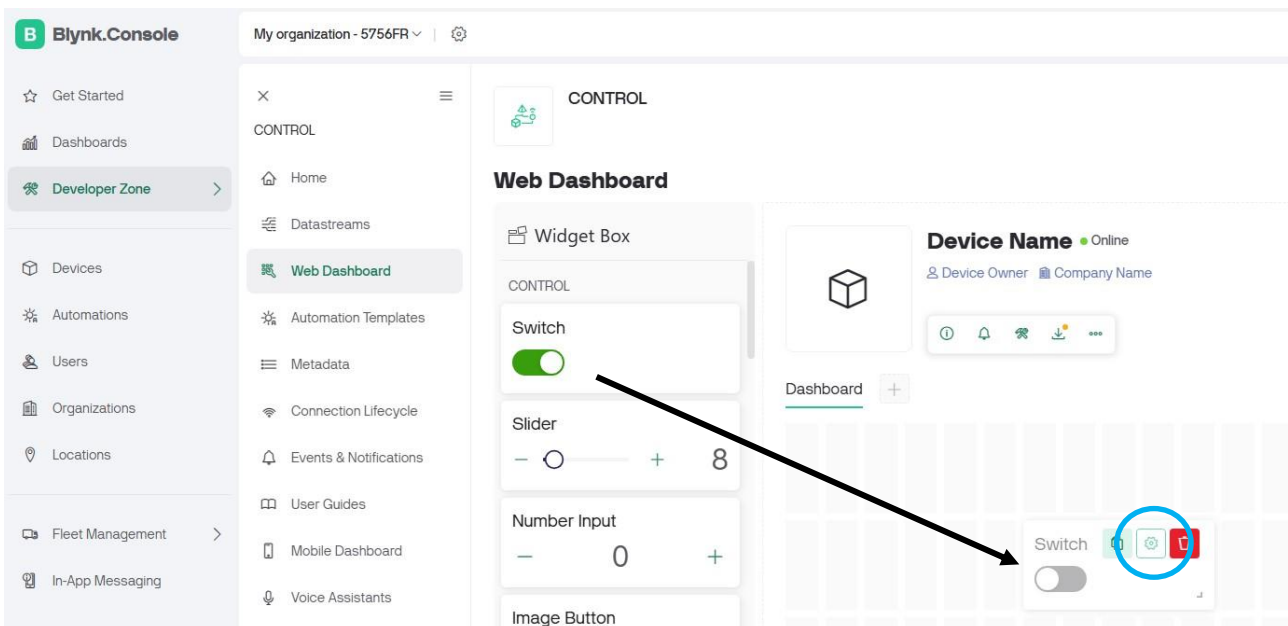 B Blynk.Console
My organization - 5756FR
Get Started
Dashboards
Developer Zone
Devices
Automations
Users
Organizations
Locations
Fleet Management
In-App Messaging
CONTROL
Home
Datastreams
Web Dashboard
Automation Templates
Metadata
Connection Lifecycle
Events & Notifications
User Guides
Mobile Dashboard
Voice Assistants
CONTROL
Web Dashboard
Widget Box
CONTROL
Switch
Slider
− + 8
Number Input
− 0 +
Image Button
Device Name Online
Device Owner Company Name
Dashboard +
Switch